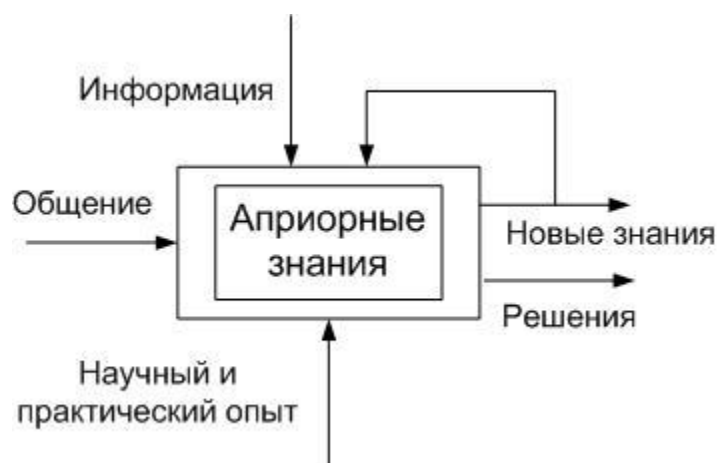 Информация
Общение
Априорные
знания
Новые знания
Решения
Научный и
практический опыт